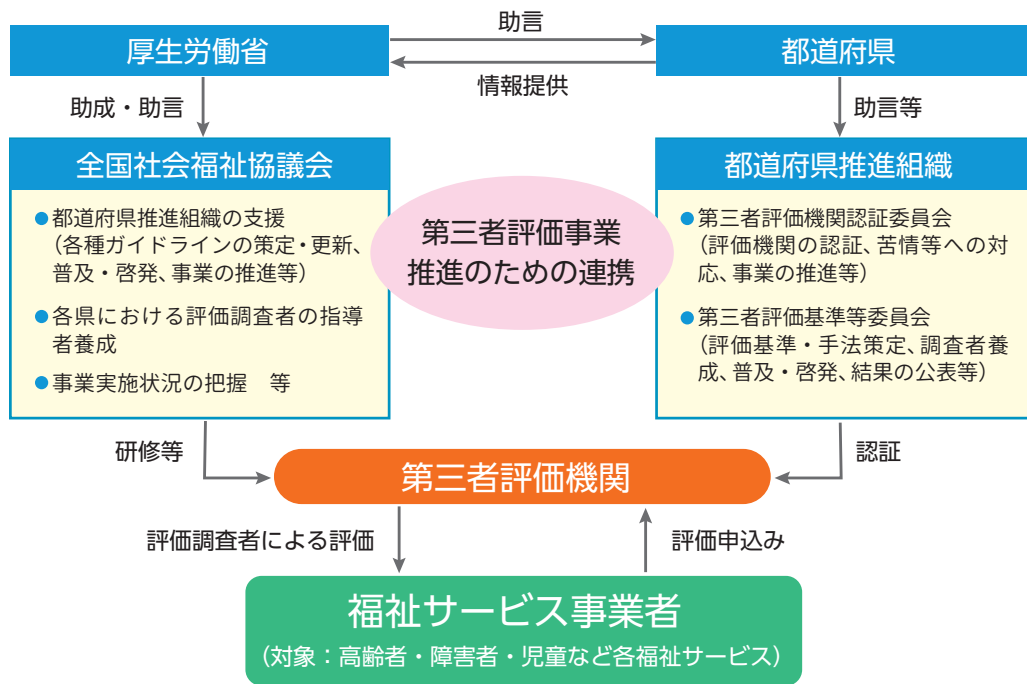 助言
厚生労働省
都道府県
情報提供
助成・助言
助言等
全国社会福祉協議会
●都道府県推進組織の支援
(各種ガイドラインの策定・更新、
普及・啓発、事業の推進等)
●各県における評価調査者の指導
者養成
●事業実施状況の把握　等
第三者評価事業
推進のための連携
都道府県推進組織
●第三者評価機関認証委員会
(評価機関の認証、苦情等への対
応、事業の推進等)
●第三者評価基準等委員会
(評価基準・手法策定、調査者養
成、普及・啓発、結果の公表等)
研修等
認証
第三者評価機関
評価調査者による評価
評価申込み
福祉サービス事業者
(対象：高齢者・障害者・児童など各福祉サービス)